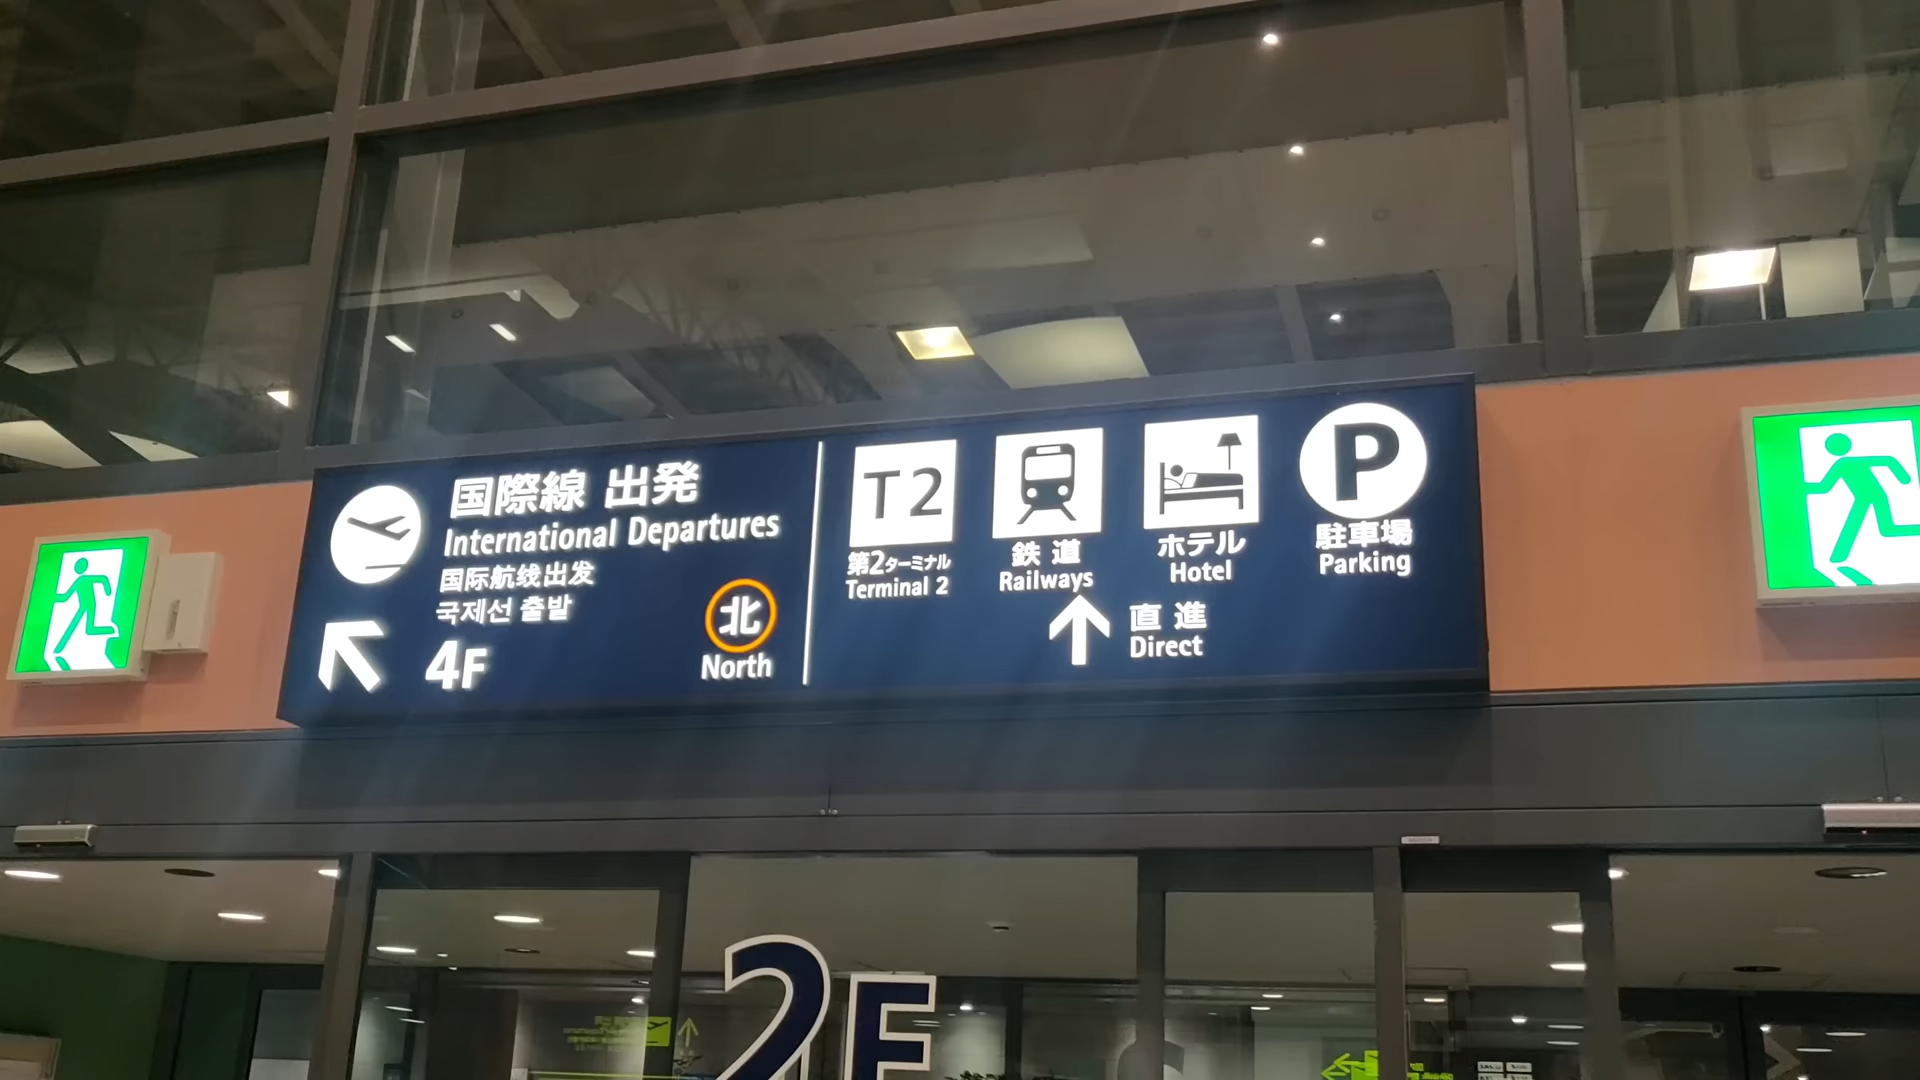 国際線 出発
International Departures
国际航线出发
국제선 출발
4F
北
North
T2
第2ターミナル
Terminal 2
鉄道
Railways
ホテル
Hotel
P
駐車場
Parking
直進
Direct
2F